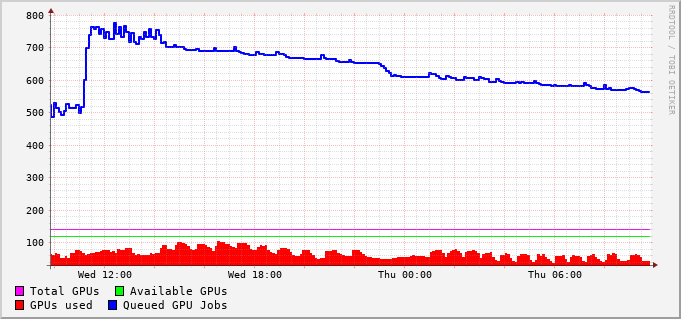 RRDTOOL / TOBI OETIKER
800
700
600
500
400
300
200
100
Wed 12:00 Wed 18:00 Thu 00:00 Thu 06:00
Total GPUs Available GPUs
GPUs used Queued GPU Jobs